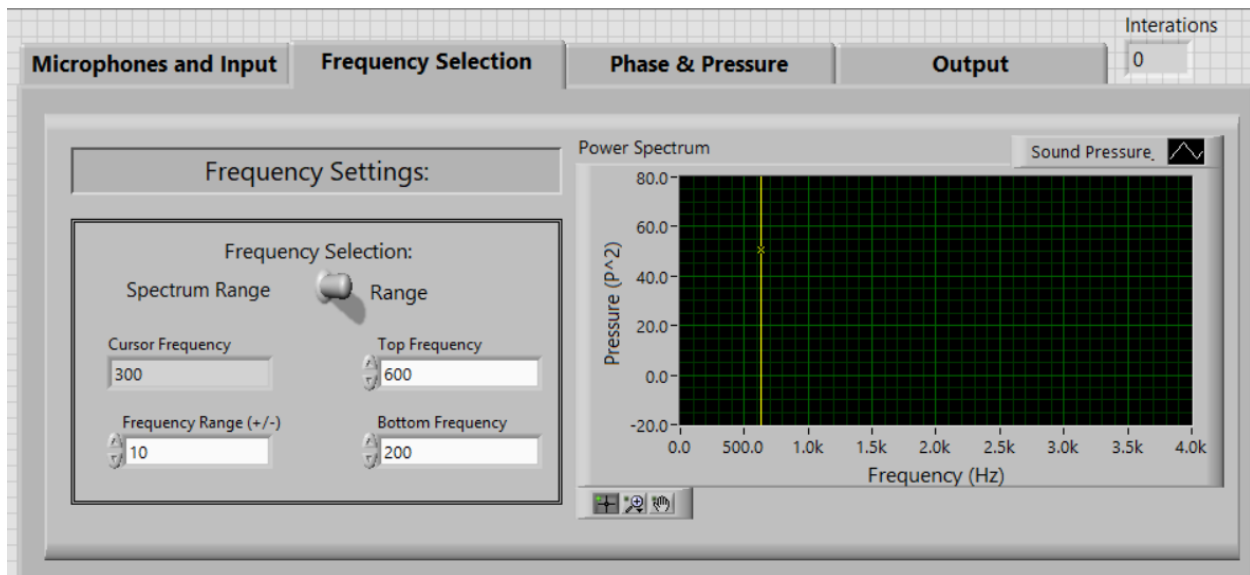 Interations
0
Microphones and Input
Frequency Selection
Phase & Pressure
Output
Frequency Settings:
Frequency Selection:
Spectrum Range
Range
Cursor Frequency
300
Top Frequency
600
Frequency Range (+/-)
10
Bottom Frequency
200
Power Spectrum
Sound Pressure
Pressure (P^2)
80.0
60.0
40.0
20.0
0.0
-20.0
0.0
500.0
1.0k
1.5k
2.0k
2.5k
3.0k
3.5k
4.0k
Frequency (Hz)